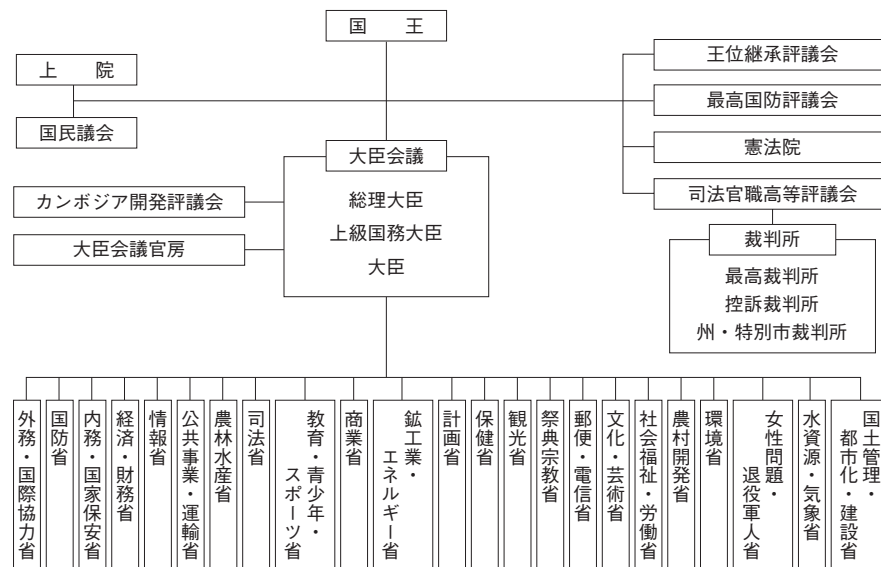 国　王
上　院
国民議会
王位継承評議会
最高国防評議会
憲法院
司法官職高等評議会
大臣会議
総理大臣
上級国務大臣
大臣
カンボジア開発評議会
大臣会議官房
裁判所
最高裁判所
控訴裁判所
州・特別市裁判所
外務・国際協力省
国防省
内務・国家保安省
経済・財務省
情報省
公共事業・運輸省
農林水産省
司法省
教育・青少年・
スポーツ省
商業省
鉱工業・
エネルギー省
計画省
保健省
観光省
祭典宗教省
郵便・電信省
文化・芸術省
社会福祉・労働省
農村開発省
環境省
女性問題・
退役軍人省
水資源・気象省
国土管理・
都市化・建設省